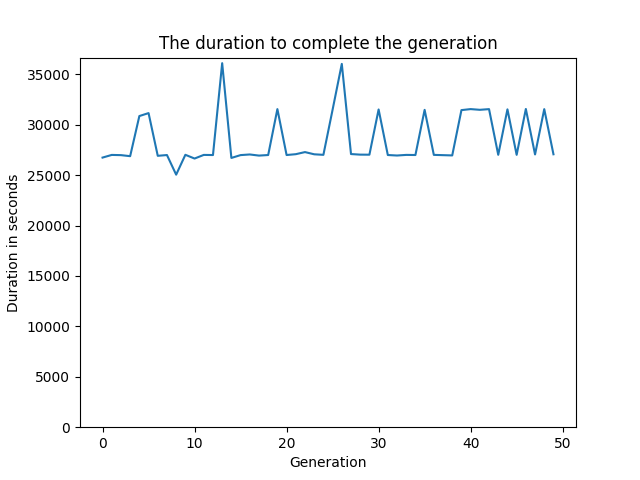 The duration to complete the generation
35000
30000
25000
20000
15000
10000
5000
0
Duration in seconds
0 10 20 30 40 50
Generation